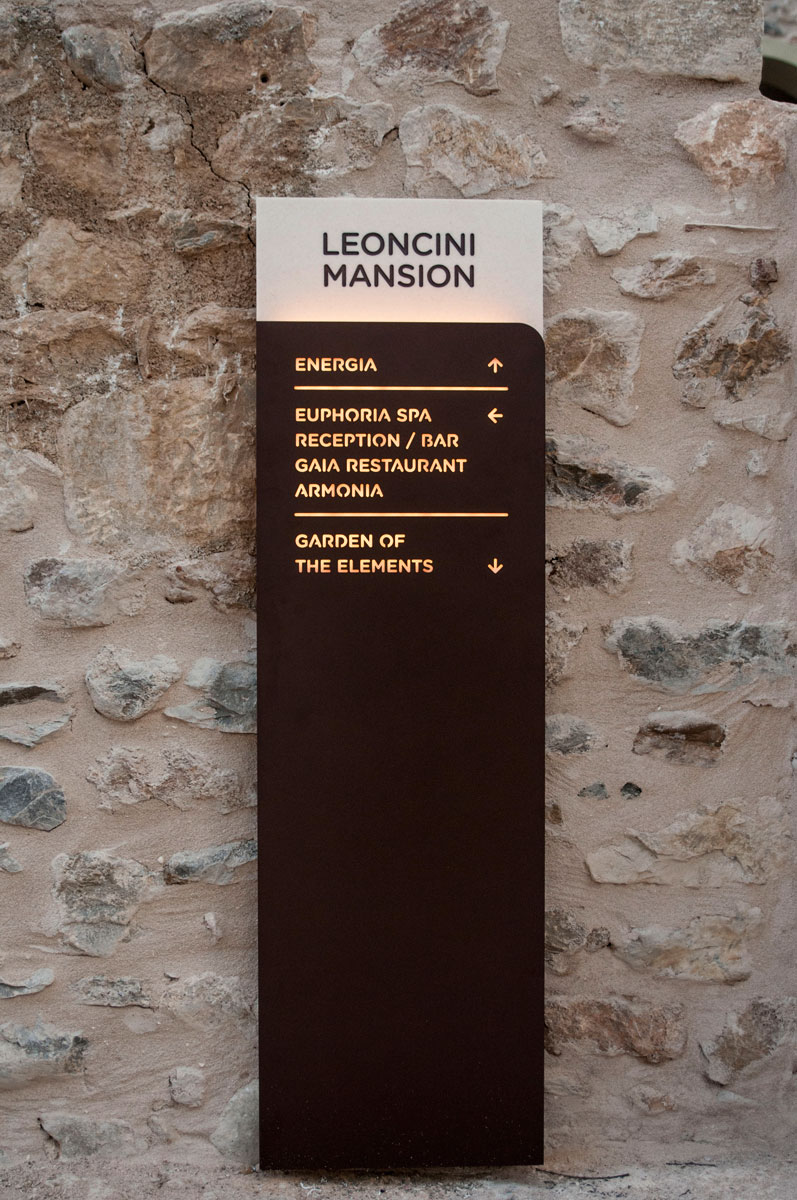 LEONCINI
MANSION
ENERGIA ↑
EUPHORIA SPA ←
RECEPTION / BAR
GAIA RESTAURANT
ARMONIA
GARDEN OF
THE ELEMENTS ↓